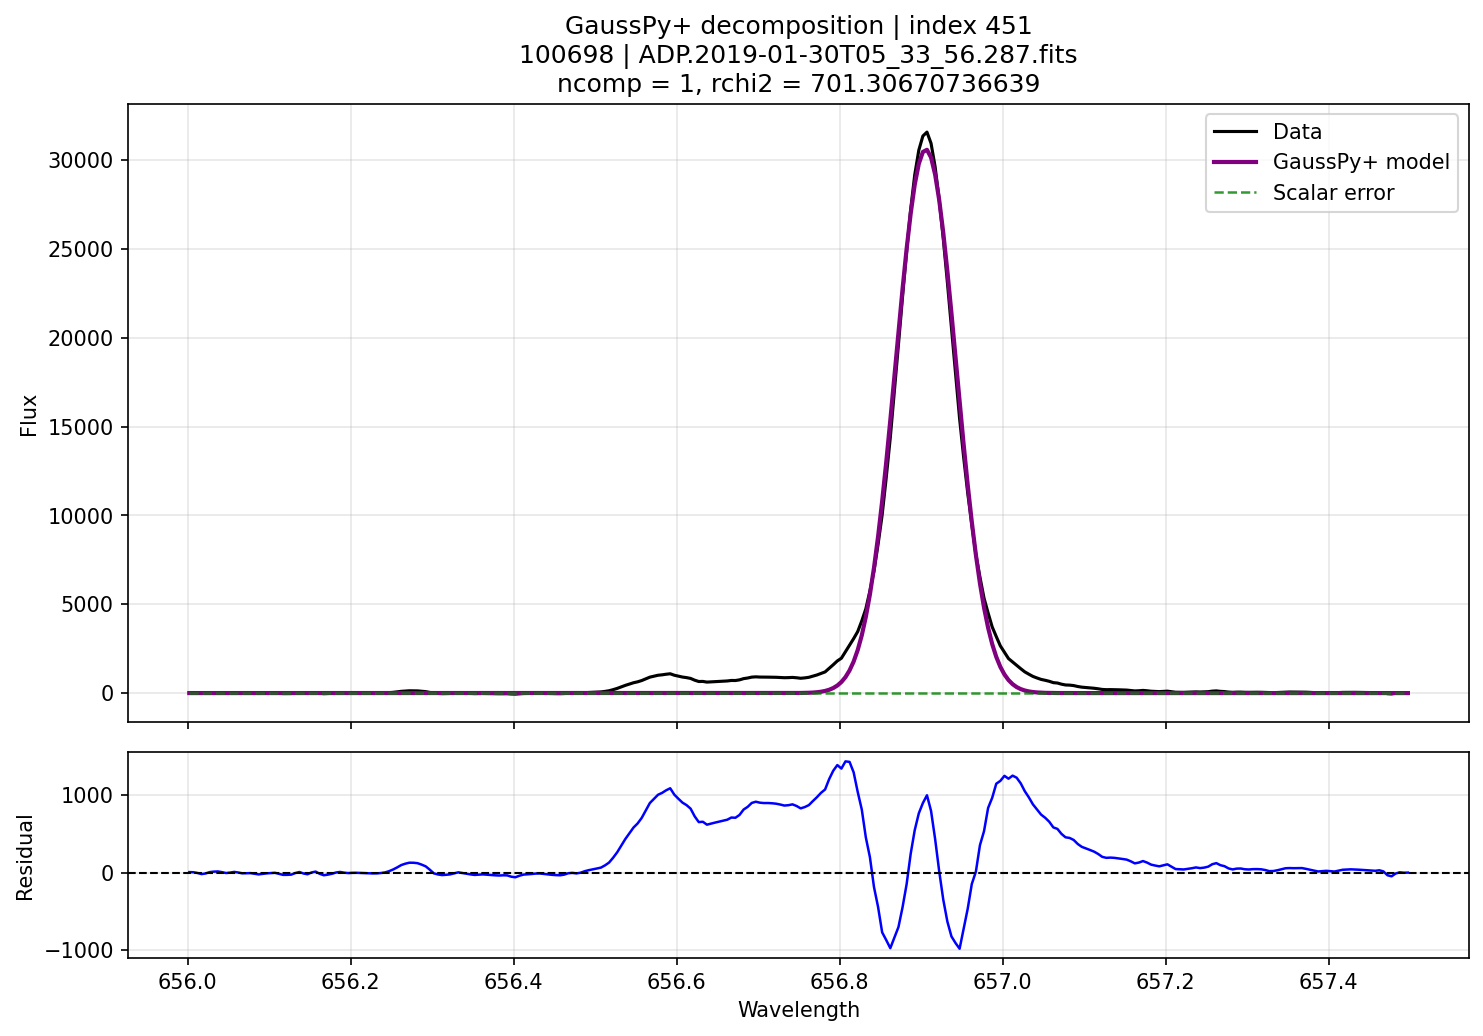 GaussPy+ decomposition | index 451
100698 | ADP.2019-01-30T05_33_56.287.fits
ncomp = 1, rchi2 = 701.30670736639
Data
GaussPy+ model
Scalar error
Flux
30000
25000
20000
15000
10000
5000
0
Residual
1000
0
−1000
656.0 656.2 656.4 656.6 656.8 657.0 657.2 657.4
Wavelength